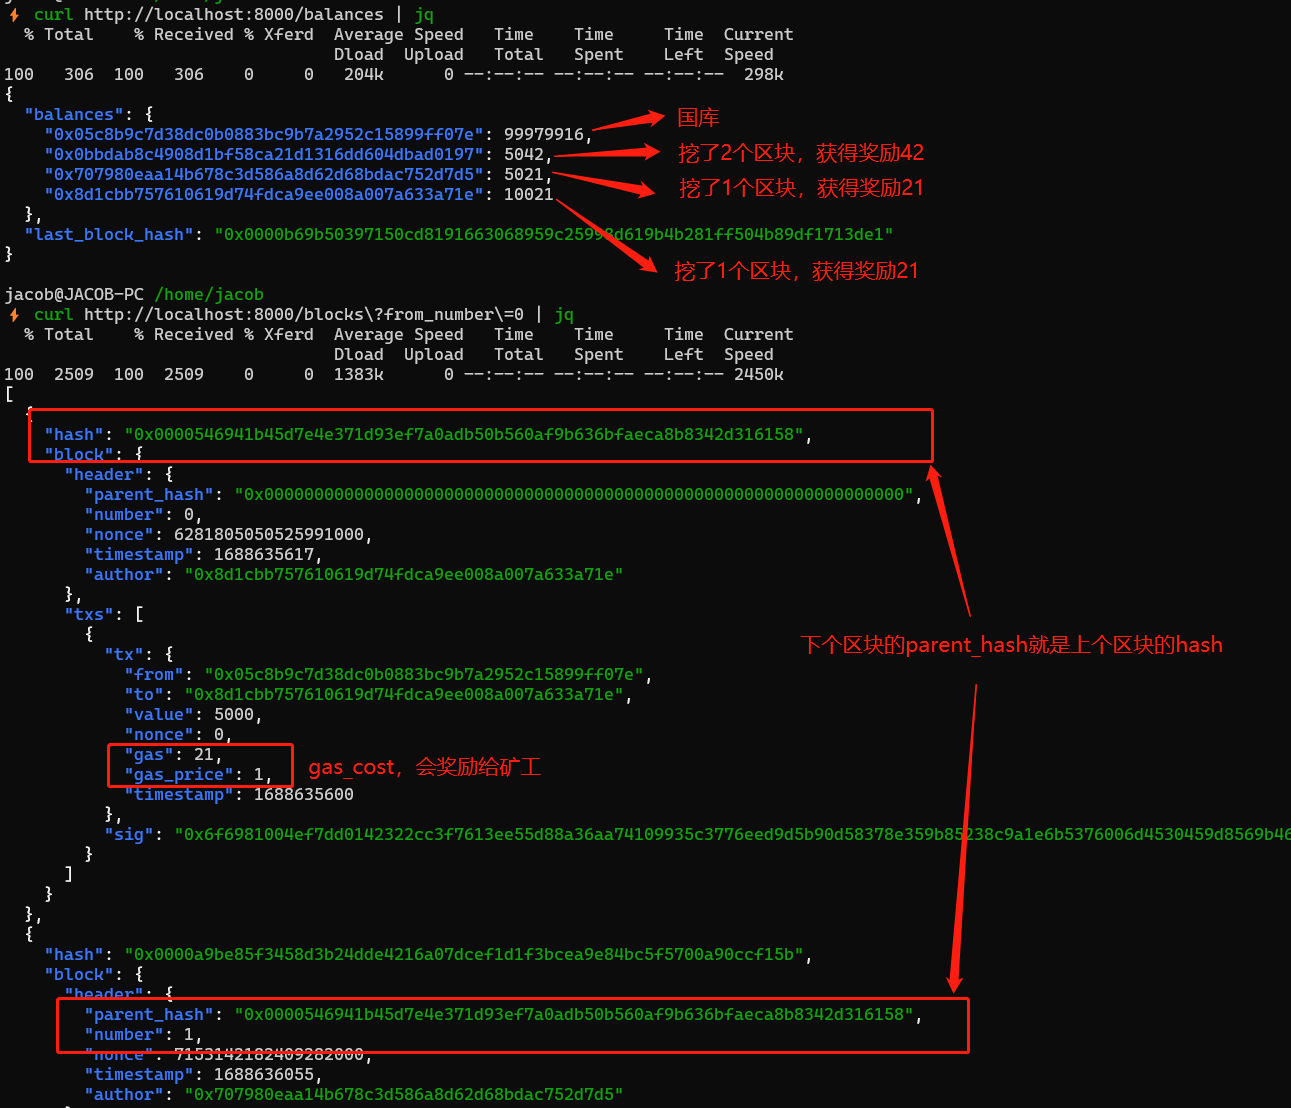 curl http://localhost:8000/balances | jq
% Total % Received % Xferd Average Speed Time Time Time Current
Dload Upload Total Spent Left Speed
100 306 100 306 0 0 204k 0 --:--:-- --:--:-- --:--:-- 298k
{
"balances": {
"0x05c8b9c7d38dc0b0883bc9b7a2952c15899ff07e": 99979916,
国库
"0x0bbdab8c4908d1bf58ca21d1316dd604dbad0197": 5042,
挖了2个区块，获得奖励42
"0x707980eaa14b678c3d586a8d62d68bdac752d7d5": 5021,
挖了1个区块，获得奖励21
"0x8d1cbb757610619d74fdca9ee008a007a633a71e": 10021
},
"last_block_hash": "0x0000b69b50397150cd8191663068959c25998d619b4b281ff504b89df1713de1"
}
挖了1个区块，获得奖励21
jacob@JACOB-PC /home/jacob
curl http://localhost:8000/blocks\?from_number\=0 | jq
% Total % Received % Xferd Average Speed Time Time Time Current
Dload Upload Total Spent Left Speed
100 2509 100 2509 0 0 1383k 0 --:--:-- --:--:-- --:--:-- 2450k
[
{
"hash": "0x0000546941b45d7e4e371d93ef7a0adb50b560af9b636bfaeca8b8342d316158",
"block": {
"header": {
"parent_hash": "0x0000000000000000000000000000000000000000000000000000000000000000",
"number": 0,
"nonce": 6281805050525991000,
"timestamp": 1688635617,
"author": "0x8d1cbb757610619d74fdca9ee008a007a633a71e"
},
"txs": [
{
下个区块的parent_hash就是上个区块的hash
"tx": {
"from": "0x05c8b9c7d38dc0b0883bc9b7a2952c15899ff07e",
"to": "0x8d1cbb757610619d74fdca9ee008a007a633a71e",
"value": 5000,
"nonce": 0,
"gas": 21,
"gas_price": 1,
gas_cost，会奖励给矿工
"timestamp": 1688635600
},
"sig": "0x6f6981004ef7dd0142322cc3f7613ee55d88a36aa74109935c3776eed9d5b90d58378e359b85238c9a1e6b5376006d4530459d8569b46
}
]
}
},
{
"hash": "0x0000a9be85f3458d3b24dde4216a07dcef1d1f3bcea9e84bc5f5700a90ccf15b",
"block": {
"header": {
"parent_hash": "0x0000546941b45d7e4e371d93ef7a0adb50b560af9b636bfaeca8b8342d316158",
"number": 1,
"nonce": 7153142182409282000,
"timestamp": 1688636055,
"author": "0x707980eaa14b678c3d586a8d62d68bdac752d7d5"